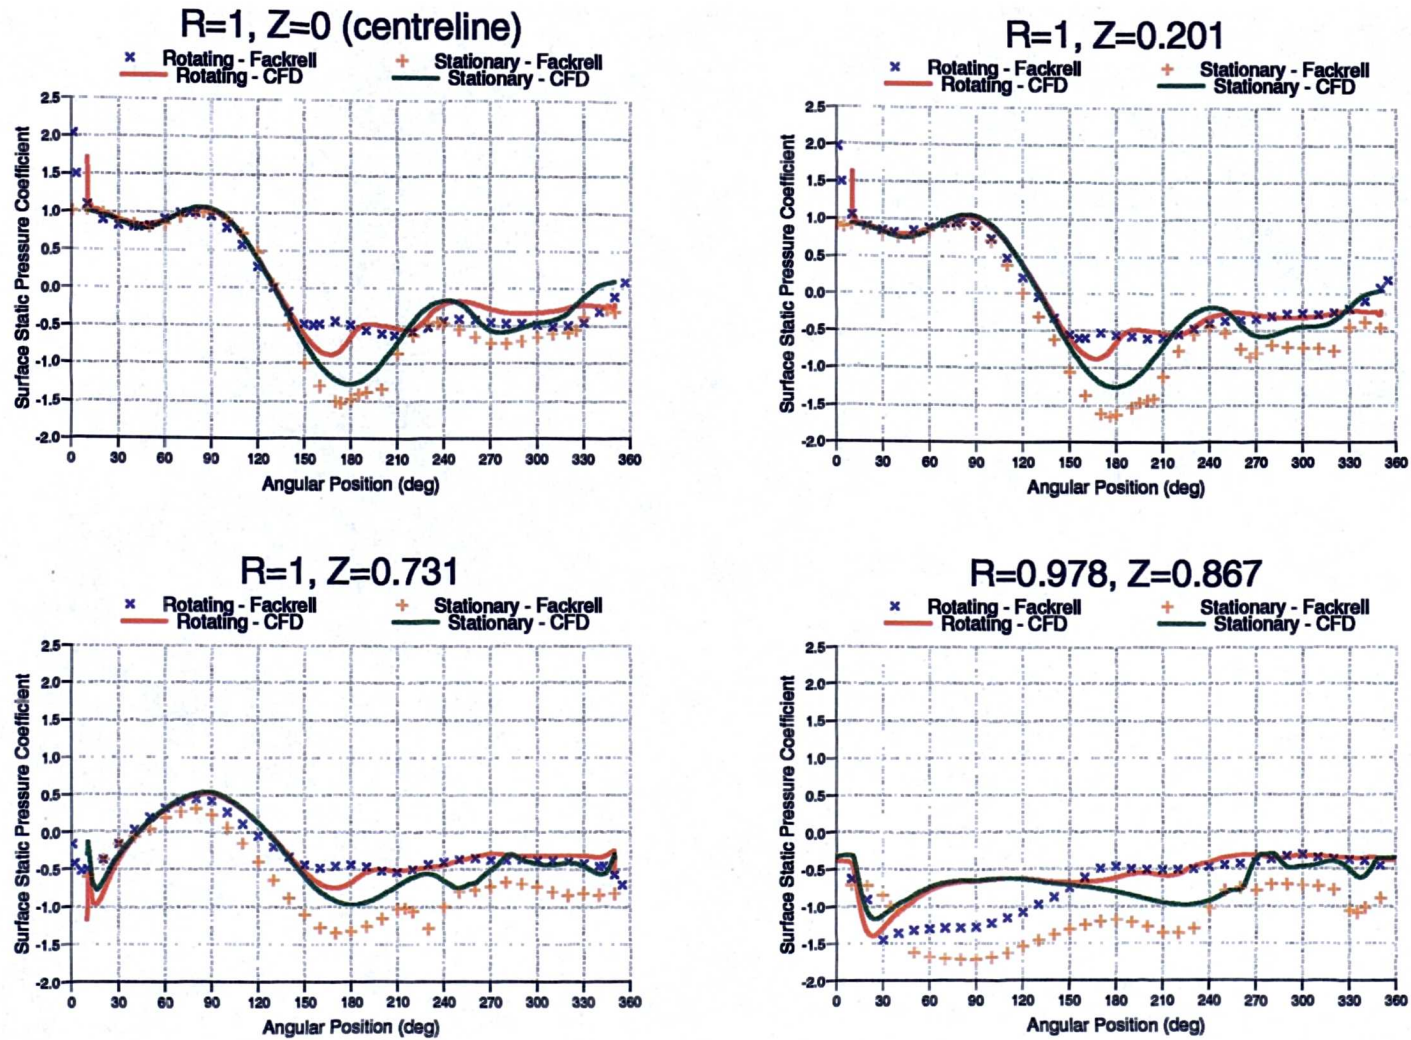 R=1, Z=0 (centreline)
Rotating - Fackrell
Stationary - Fackrell
Rotating - CFD
Stationary - CFD
Surface Static Pressure Coefficient
2.5
2.0
1.5
1.0
0.5
0.0
-0.5
-1.0
-1.5
-2.0
0 30 60 90 120 150 180 210 240 270 300 330 360
Angular Position (deg)
R=1, Z=0.201
Rotating - Fackrell
Stationary - Fackrell
Rotating - CFD
Stationary - CFD
Surface Static Pressure Coefficient
2.5
2.0
1.5
1.0
0.5
0.0
-0.5
-1.0
-1.5
-2.0
0 30 60 90 120 150 180 210 240 270 300 330 360
Angular Position (deg)
R=1, Z=0.731
Rotating - Fackrell
Stationary - Fackrell
Rotating - CFD
Stationary - CFD
Surface Static Pressure Coefficient
2.5
2.0
1.5
1.0
0.5
0.0
-0.5
-1.0
-1.5
-2.0
0 30 60 90 120 150 180 210 240 270 300 330 360
Angular Position (deg)
R=0.978, Z=0.867
Rotating - Fackrell
Stationary - Fackrell
Rotating - CFD
Stationary - CFD
Surface Static Pressure Coefficient
2.5
2.0
1.5
1.0
0.5
0.0
-0.5
-1.0
-1.5
-2.0
0 30 60 90 120 150 180 210 240 270 300 330 360
Angular Position (deg)